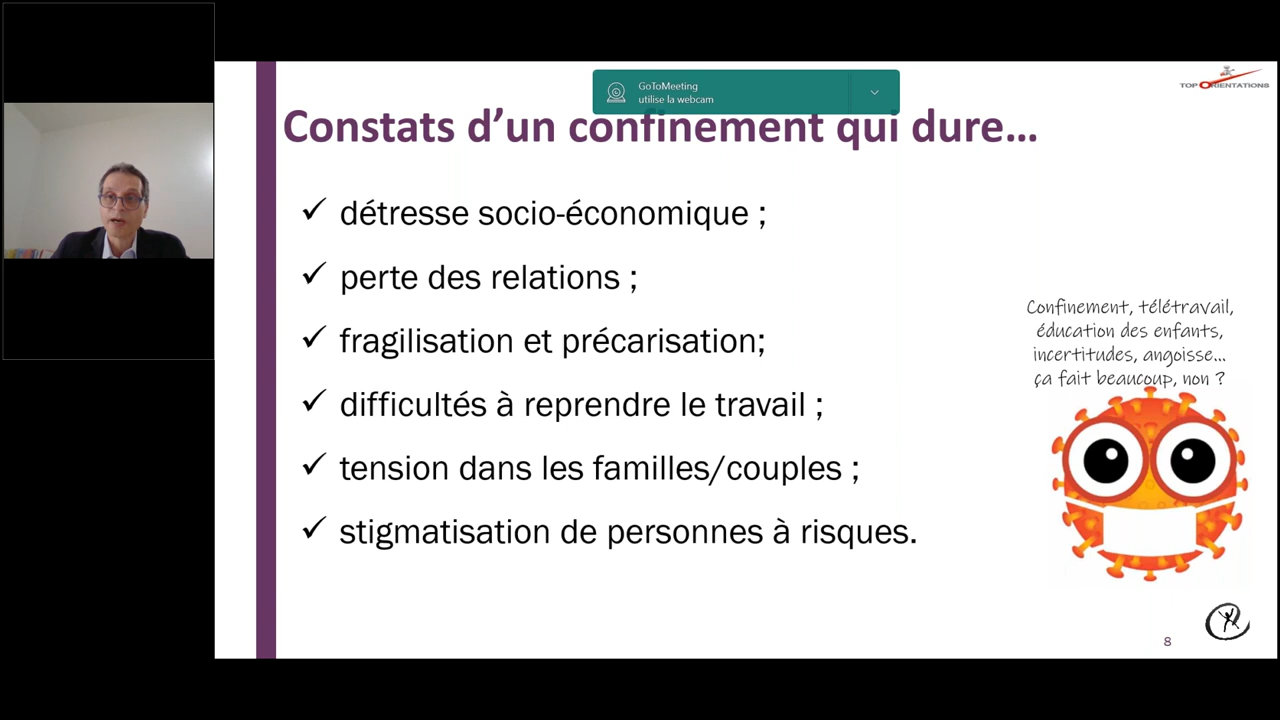 GoToMeeting
utilise la webcam
TOP ORIENTATIONS
Constats d’un confinement qui dure…
détresse socio-économique ;
perte des relations ;
fragilisation et précarisation;
difficultés à reprendre le travail ;
tension dans les familles/couples ;
stigmatisation de personnes à risques.
Confinement, télétravail,
éducation des enfants,
incertitudes, angoisse...
ça fait beaucoup, non ?
8